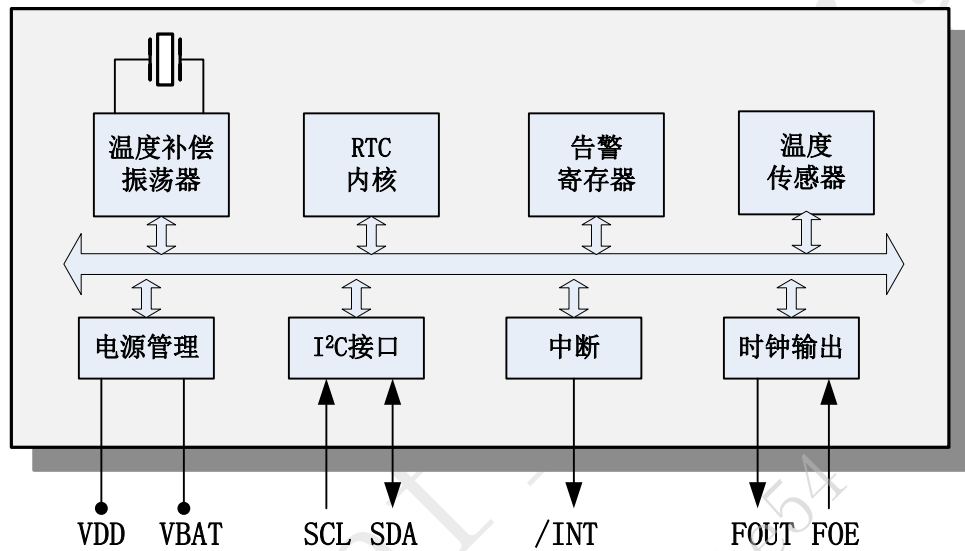 温度补偿
振荡器
RTC
内核
告警
寄存器
温度
传感器
电源管理
I²C接口
中断
时钟输出
VDD VBAT SCL SDA /INT FOUT FOE